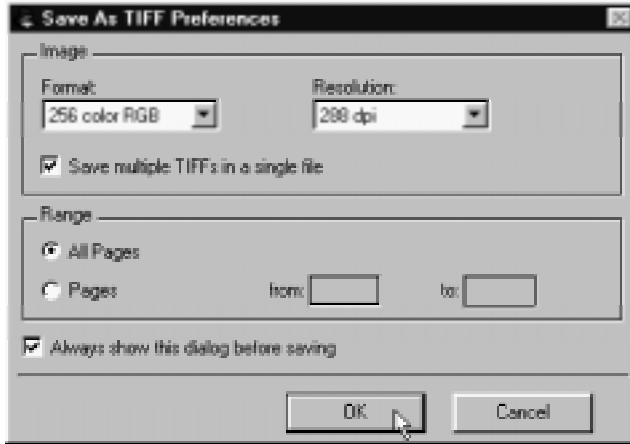 Save As TIFF Preferences
Image
Format: Resolution:
256 color RGB 288 dpi
Save multiple TIFFs in a single file
Range
All Pages
Pages from: to:
Always show this dialog before saving
OK Cancel